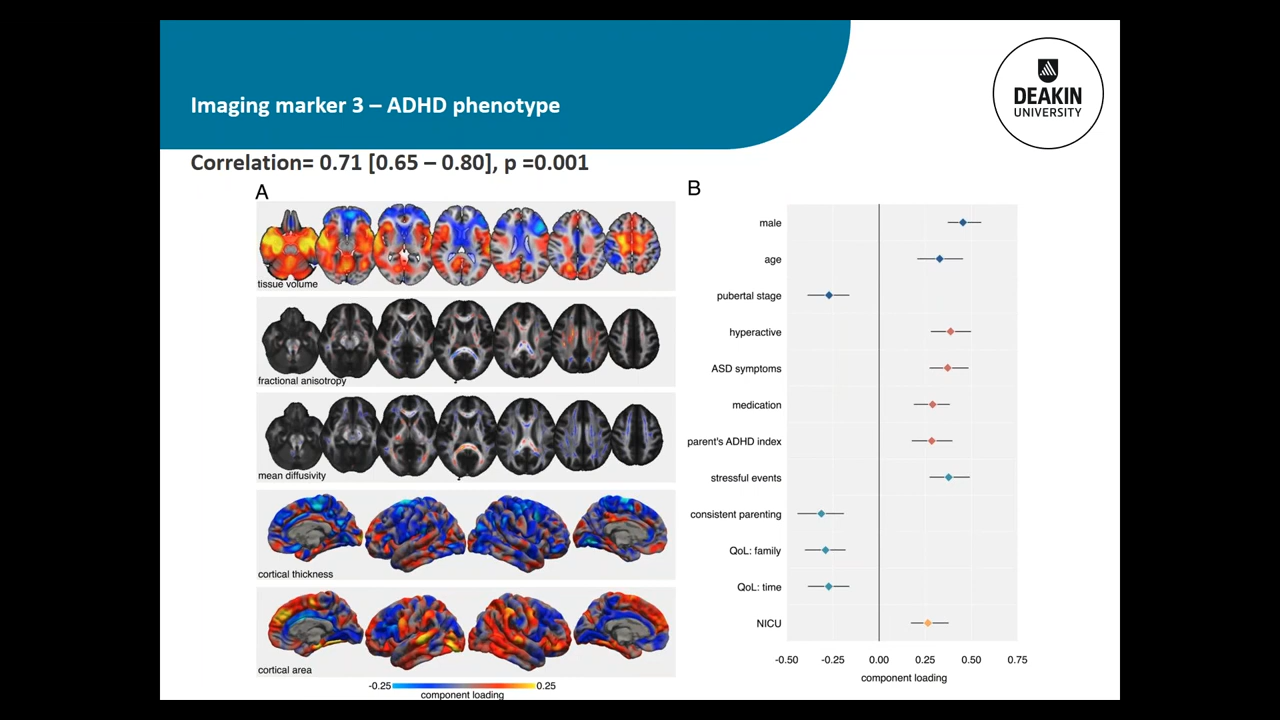 Imaging marker 3 – ADHD phenotype
DEAKIN
UNIVERSITY
Correlation= 0.71 [0.65 – 0.80], p =0.001
A
tissue volume
fractional anisotropy
mean diffusivity
cortical thickness
cortical area
-0.25
0.25
component loading
B
male
age
pubertal stage
hyperactive
ASD symptoms
medication
parent's ADHD index
stressful events
consistent parenting
QoL: family
QoL: time
NICU
-0.50 -0.25 0.00 0.25 0.50 0.75
component loading